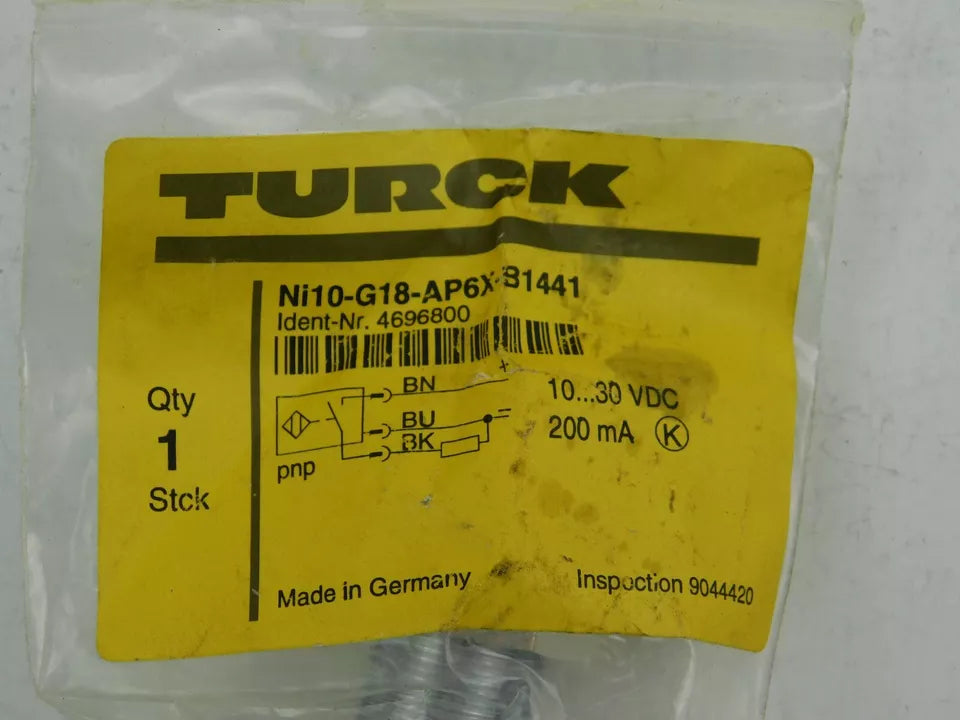 TURCK
Ni10-G18-AP6X-B1441
Ident-Nr. 4696800
Qty
1
Stck
BN
+
BU
BK
pnp
10...30 VDC
200 mA K
Made in Germany
Inspection 9044420